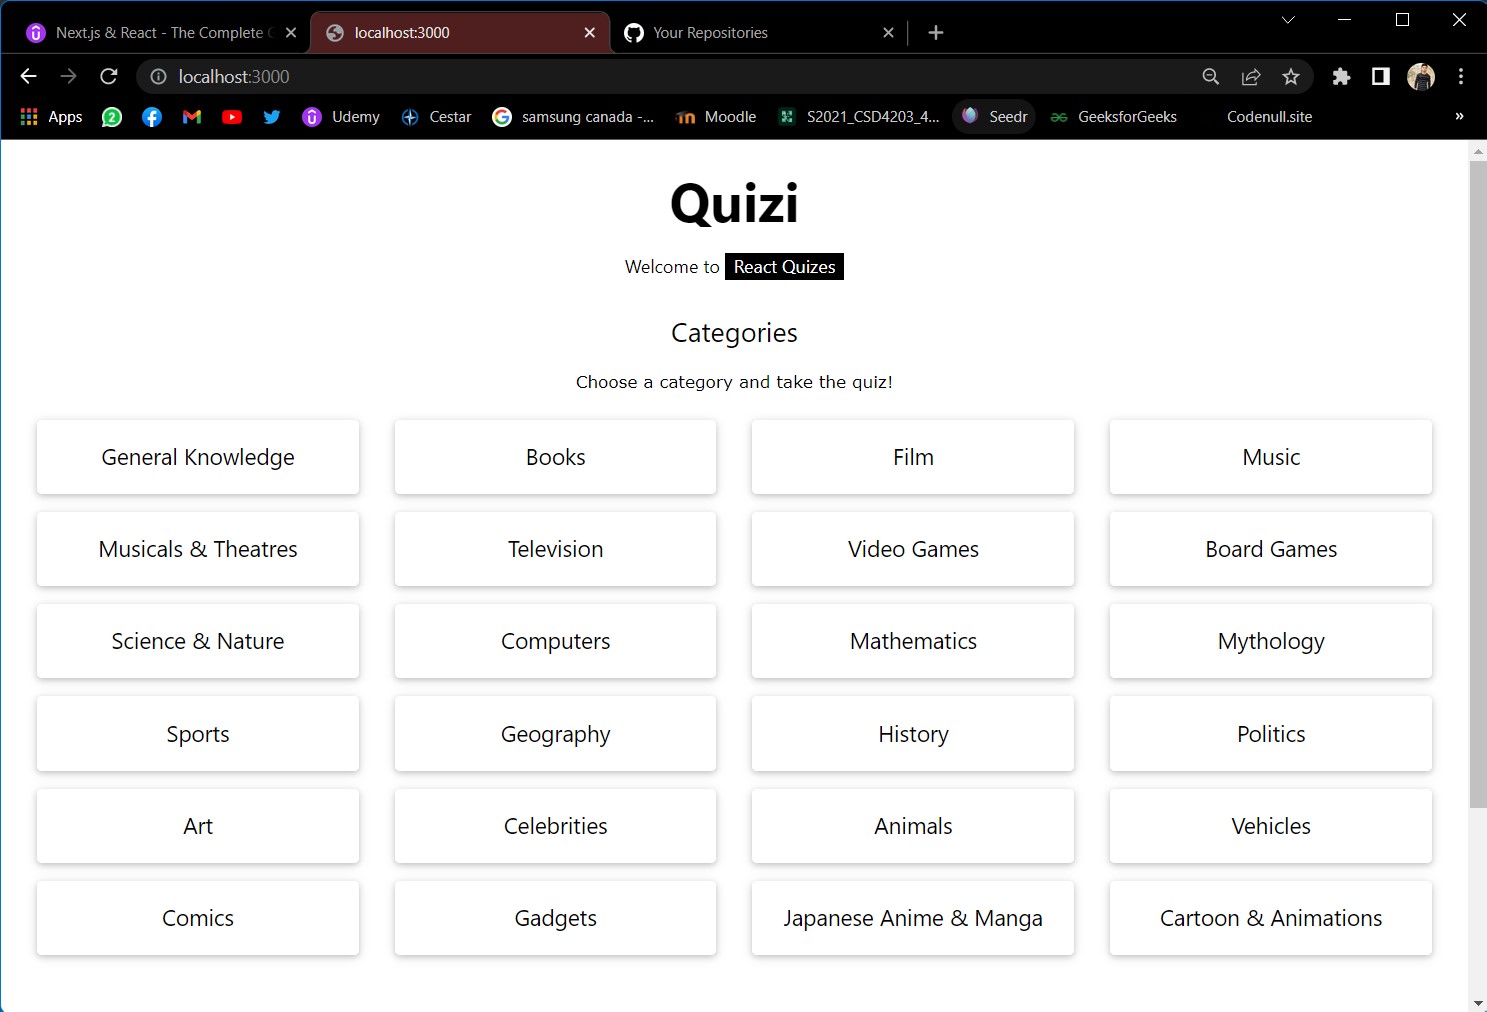 Next.js & React - The Complete G
localhost:3000
Your Repositories
localhost:3000
Apps
2
Udemy
Cestar
samsung canada -...
Moodle
S2021_CSD4203_4...
Seedr
GeeksforGeeks
Codenull.site
»
Quizi
Welcome to React Quizes
Categories
Choose a category and take the quiz!
General Knowledge
Books
Film
Music
Musicals & Theatres
Television
Video Games
Board Games
Science & Nature
Computers
Mathematics
Mythology
Sports
Geography
History
Politics
Art
Celebrities
Animals
Vehicles
Comics
Gadgets
Japanese Anime & Manga
Cartoon & Animations